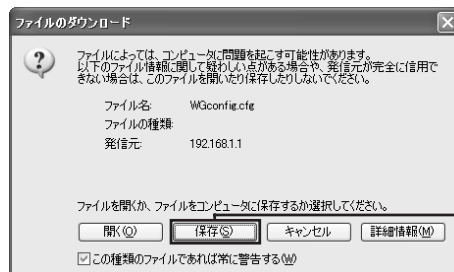 ファイルのダウンロード
ファイルによっては、コンピュータに問題を起こす可能性があります。
以下のファイル情報に関して疑わしい点がある場合や、発信元が完全に信用で
きない場合は、このファイルを開いたり保存したりしないでください。
ファイル名: WGconfig.cfg
ファイルの種類:
発信元: 192.168.1.1
ファイルを開くか、ファイルをコンピュータに保存するか選択してください。
開く(O) 保存(S) キャンセル 詳細情報(M)
この種類のファイルであれば常に警告する(W)